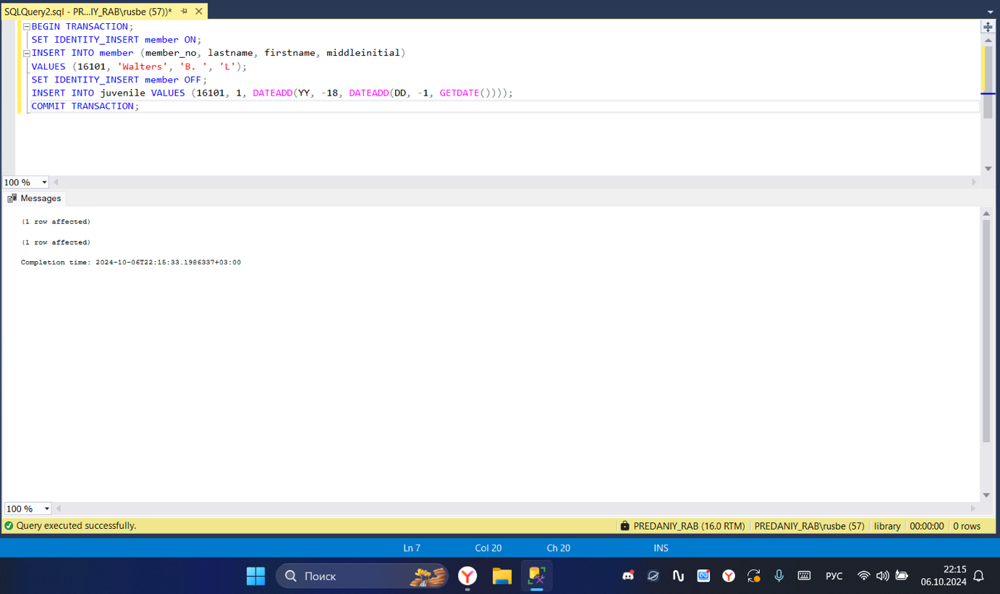 SQLQuery2.sql - PR...IY_RAB\rusbe (57))*
BEGIN TRANSACTION;
SET IDENTITY_INSERT member ON;
INSERT INTO member (member_no, lastname, firstname, middleinitial)
VALUES (16101, 'Walters', 'B. ', 'L');
SET IDENTITY_INSERT member OFF;
INSERT INTO juvenile VALUES (16101, 1, DATEADD(YY, -18, DATEADD(DD, -1, GETDATE())));
COMMIT TRANSACTION;
100 %
Messages
(1 row affected)
(1 row affected)
Completion time: 2024-10-06T22:15:33.1986337+03:00
100 %
Query executed successfully. PREDANIY_RAB (16.0 RTM) PREDANIY_RAB\rusbe (57) library 00:00:00 0 rows
Ln 7 Col 20 Ch 20 INS
Поиск РУС 22:15
06.10.2024